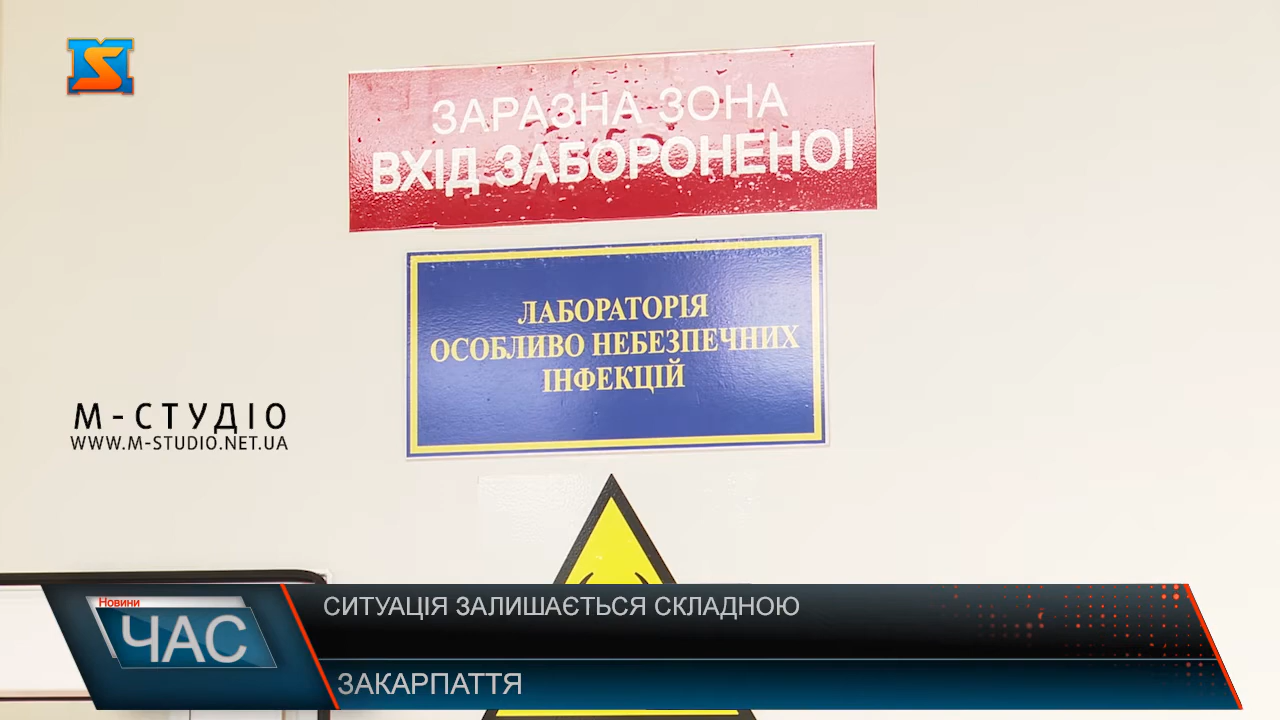 ЗАРАЗНА ЗОНА
ВХІД ЗАБОРОНЕНО!
ЛАБОРАТОРІЯ
ОСОБЛИВО НЕБЕЗПЕЧНИХ
ІНФЕКЦІЙ
М-СТУДІО
WWW.M-STUDIO.NET.UA
Новини
ЧАС
СИТУАЦІЯ ЗАЛИШАЄТЬСЯ СКЛАДНОЮ
ЗАКАРПАТТЯ